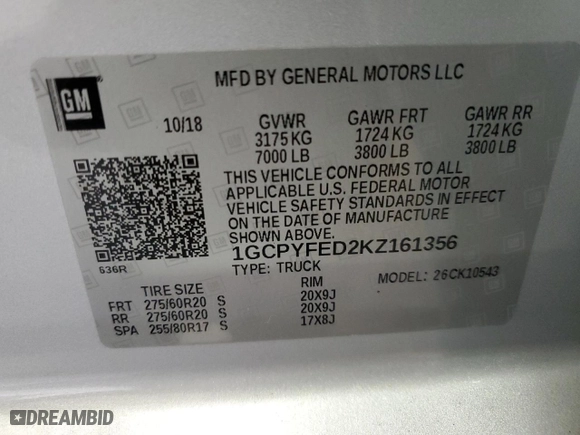 GM
MFD BY GENERAL MOTORS LLC
10/18
GVWR GAWR FRT GAWR RR
3175 KG 1724 KG 1724 KG
7000 LB 3800 LB 3800 LB
THIS VEHICLE CONFORMS TO ALL
APPLICABLE U.S. FEDERAL MOTOR
VEHICLE SAFETY STANDARDS IN EFFECT
ON THE DATE OF MANUFACTURE
1GCPYFED2KZ161356
636R
TYPE: TRUCK MODEL: 26CK10543
TIRE SIZE RIM
FRT 275/60R20 S 20X9J
RR 275/60R20 S 20X9J
SPA 255/80R17 S 17X8J
DREAMBID